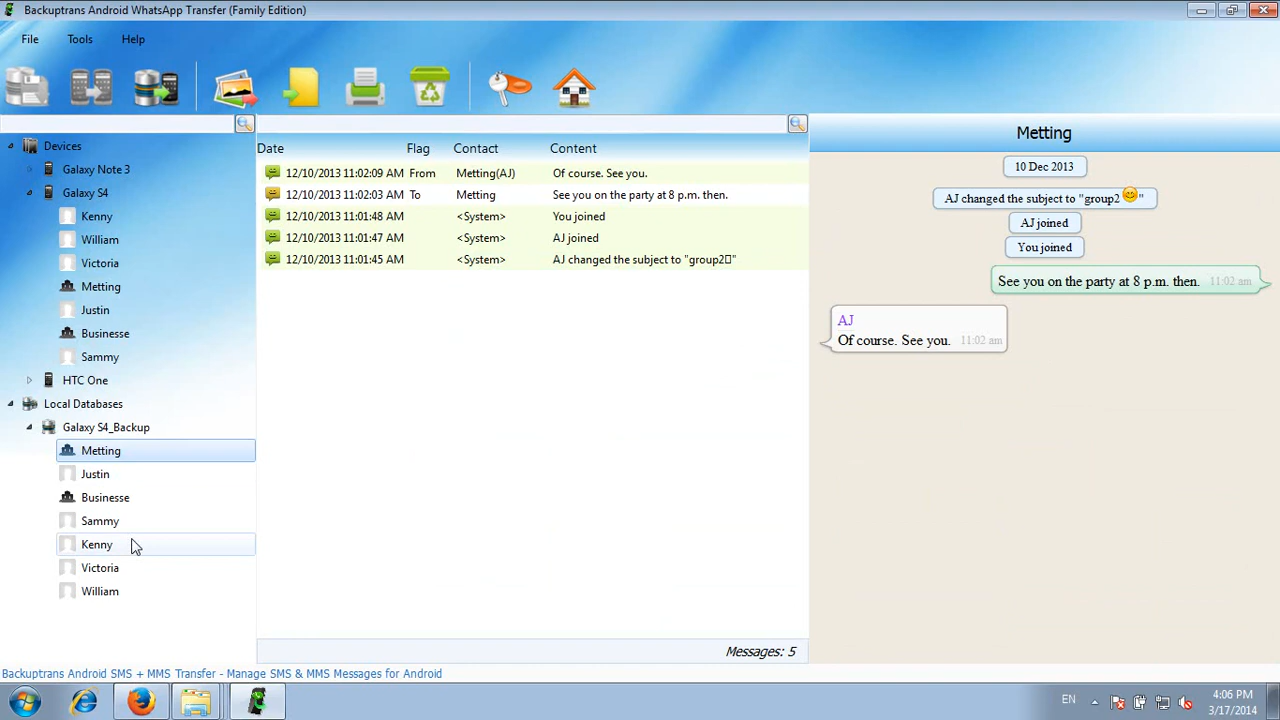 Backuptrans Android WhatsApp Transfer (Family Edition)
File Tools Help
Devices
Galaxy Note 3
Galaxy S4
Kenny
William
Victoria
Metting
Justin
Businesse
Sammy
HTC One
Local Databases
Galaxy S4_Backup
Metting
Justin
Businesse
Sammy
Kenny
Victoria
William
Date Flag Contact Content
12/10/2013 11:02:09 AM From Metting(AJ) Of course. See you.
12/10/2013 11:02:03 AM To Metting See you on the party at 8 p.m. then.
12/10/2013 11:01:48 AM <System> You joined
12/10/2013 11:01:47 AM <System> AJ joined
12/10/2013 11:01:45 AM <System> AJ changed the subject to "group2▯"
Messages: 5
Metting
10 Dec 2013
AJ changed the subject to "group2 😊"
AJ joined
You joined
See you on the party at 8 p.m. then. 11:02 am
AJ
Of course. See you. 11:02 am
Backuptrans Android SMS + MMS Transfer - Manage SMS & MMS Messages for Android
EN
4:06 PM
3/17/2014